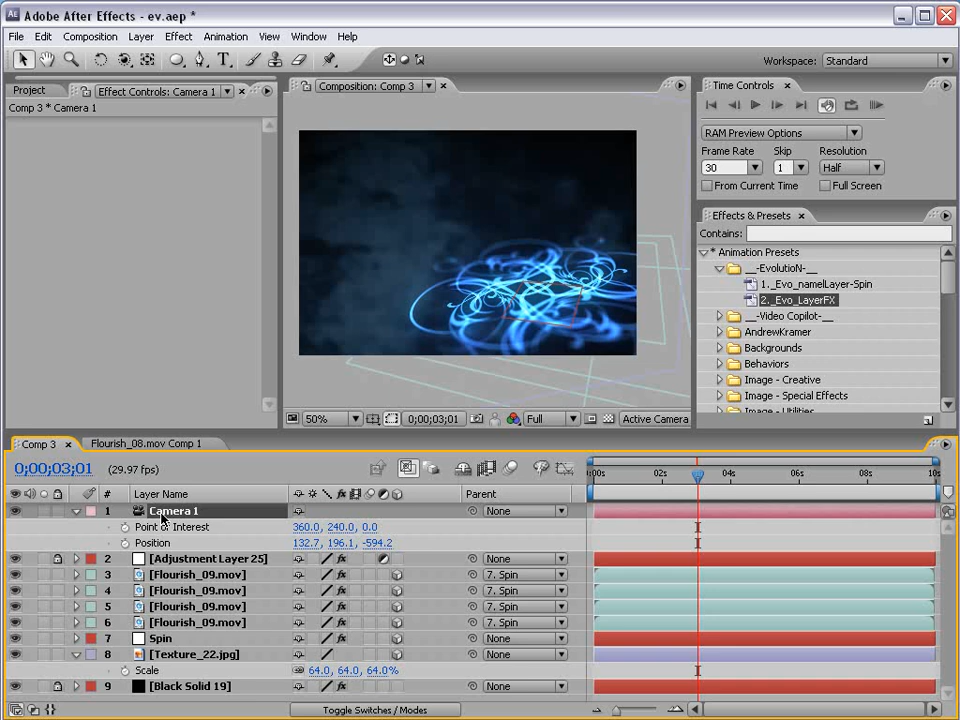 Adobe After Effects - ev.aep *
File Edit Composition Layer Effect Animation View Window Help
Workspace: Standard
Project Effect Controls: Camera 1
Comp 3 * Camera 1
Composition: Comp 3
50% 0;00;03;01 Full Active Camera
Time Controls
RAM Preview Options
Frame Rate Skip Resolution
30 1 Half
From Current Time Full Screen
Effects & Presets
Contains:
* Animation Presets
__-EvolutioN-__
1._Evo_namelLayer-Spin
2._Evo_LayerFX
__-Video Copilot-__
AndrewKramer
Backgrounds
Behaviors
Image - Creative
Image - Special Effects
Image - Utilities
Comp 3 Flourish_08.mov Comp 1
0;00;03;01 (29.97 fps)
:00s 02s 04s 06s 08s 10s
# Layer Name Parent
1 Camera 1 None
Point of Interest 360.0, 240.0, 0.0
Position 132.7, 196.1, -594.2
2 [Adjustment Layer 25] None
3 [Flourish_09.mov] 7. Spin
4 [Flourish_09.mov] 7. Spin
5 [Flourish_09.mov] 7. Spin
6 [Flourish_09.mov] 7. Spin
7 Spin None
8 [Texture_22.jpg] None
Scale 64.0, 64.0, 64.0%
9 [Black Solid 19] None
Toggle Switches / Modes